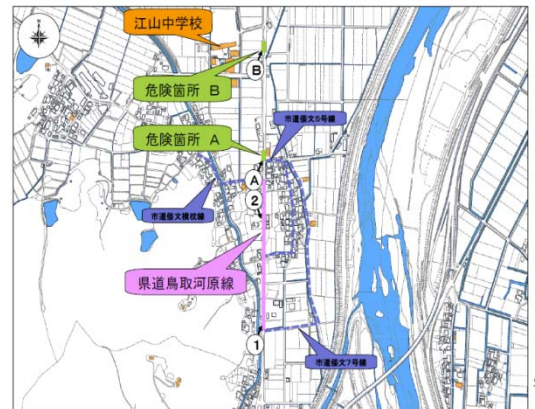 江山中学校
B
危険箇所 B
市道倭文5号線
危険箇所 A
A
2
市道倭文横枕線
県道鳥取河原線
1
市道倭文7号線